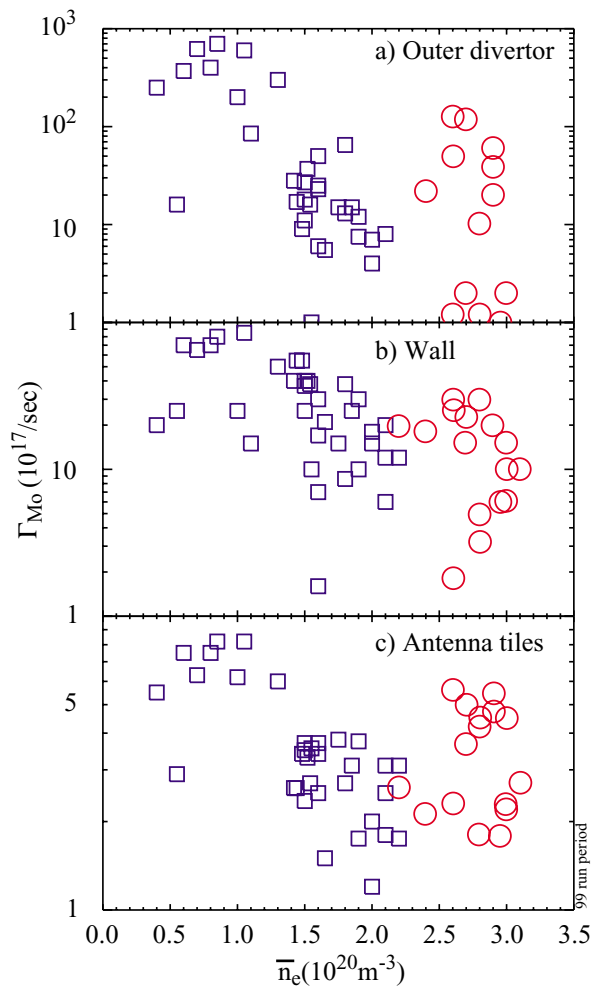 10³
a) Outer divertor
10²
10
1
b) Wall
10
Γ_Mo (10¹⁷/sec)
1
c) Antenna tiles
5
1
99 run period
0.0 0.5 1.0 1.5 2.0 2.5 3.0 3.5
n̅e(10²⁰m⁻³)